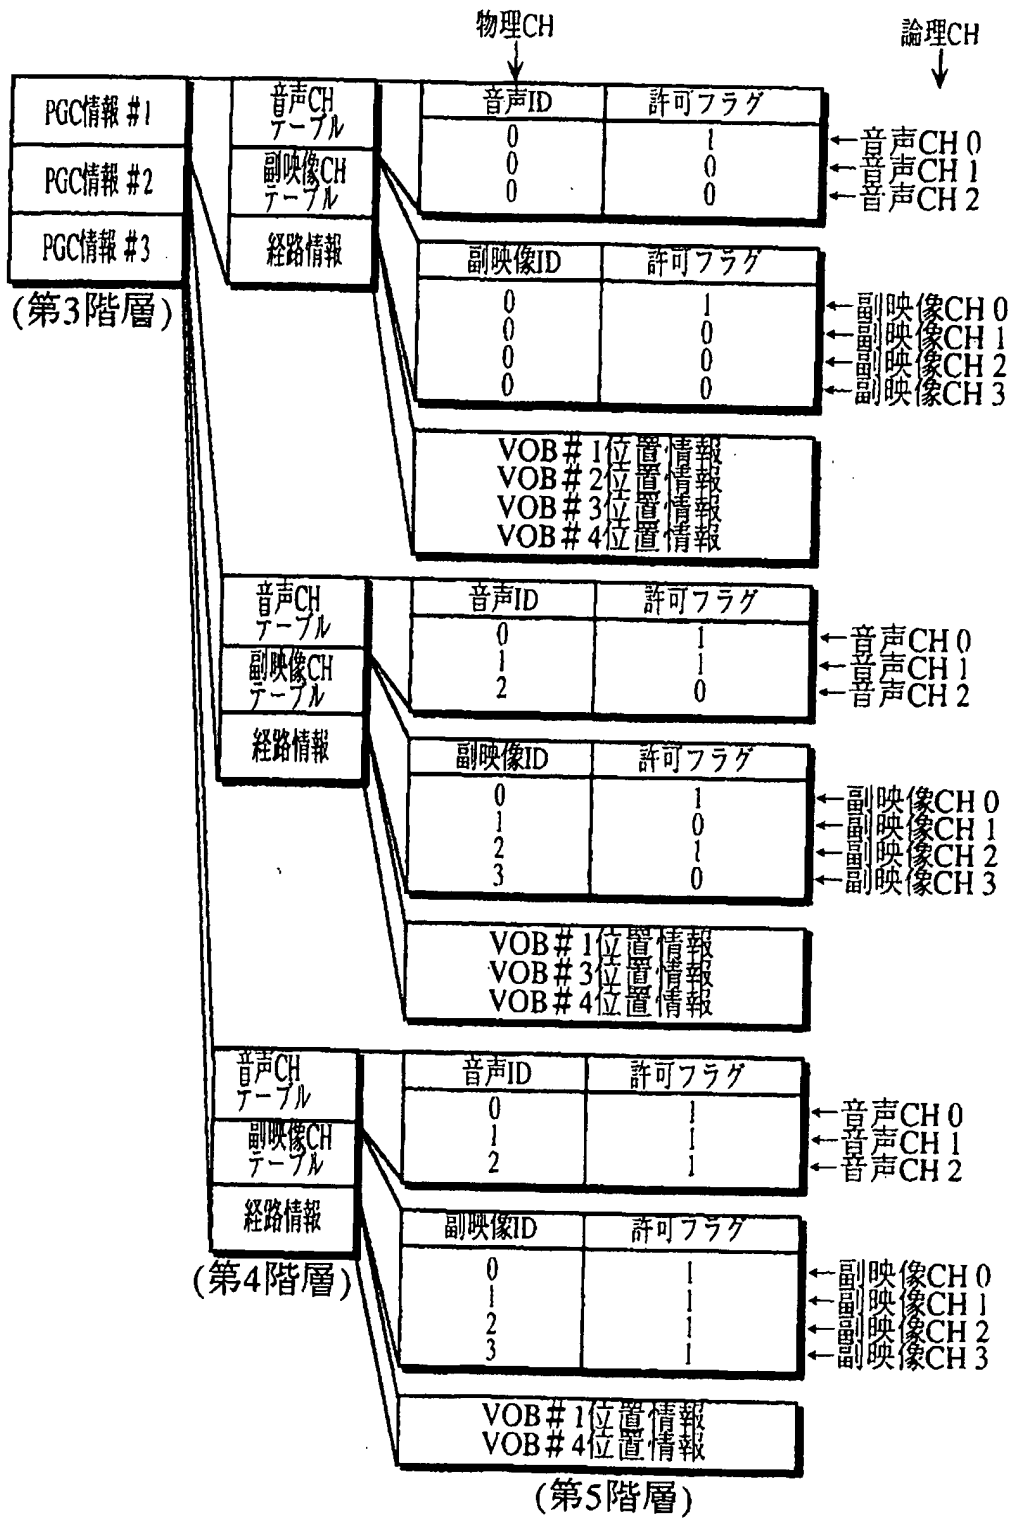 物理CH
論理CH
PGC情報 #1
PGC情報 #2
PGC情報 #3
(第3階層)
音声CH
テーブル
副映像CH
テーブル
経路情報
音声ID 許可フラグ
0 1 ←音声CH 0
0 0 ←音声CH 1
0 0 ←音声CH 2
副映像ID 許可フラグ
0 1 ←副映像CH 0
0 0 ←副映像CH 1
0 0 ←副映像CH 2
0 0 ←副映像CH 3
VOB＃1位置情報
VOB＃2位置情報
VOB＃3位置情報
VOB＃4位置情報
音声CH
テーブル
副映像CH
テーブル
経路情報
音声ID 許可フラグ
0 1 ←音声CH 0
1 1 ←音声CH 1
2 0 ←音声CH 2
副映像ID 許可フラグ
0 1 ←副映像CH 0
1 0 ←副映像CH 1
2 1 ←副映像CH 2
3 0 ←副映像CH 3
VOB＃1位置情報
VOB＃3位置情報
VOB＃4位置情報
音声CH
テーブル
副映像CH
テーブル
経路情報
(第4階層)
音声ID 許可フラグ
0 1 ←音声CH 0
1 1 ←音声CH 1
2 1 ←音声CH 2
副映像ID 許可フラグ
0 1 ←副映像CH 0
1 1 ←副映像CH 1
2 1 ←副映像CH 2
3 1 ←副映像CH 3
VOB＃1位置情報
VOB＃4位置情報
(第5階層)